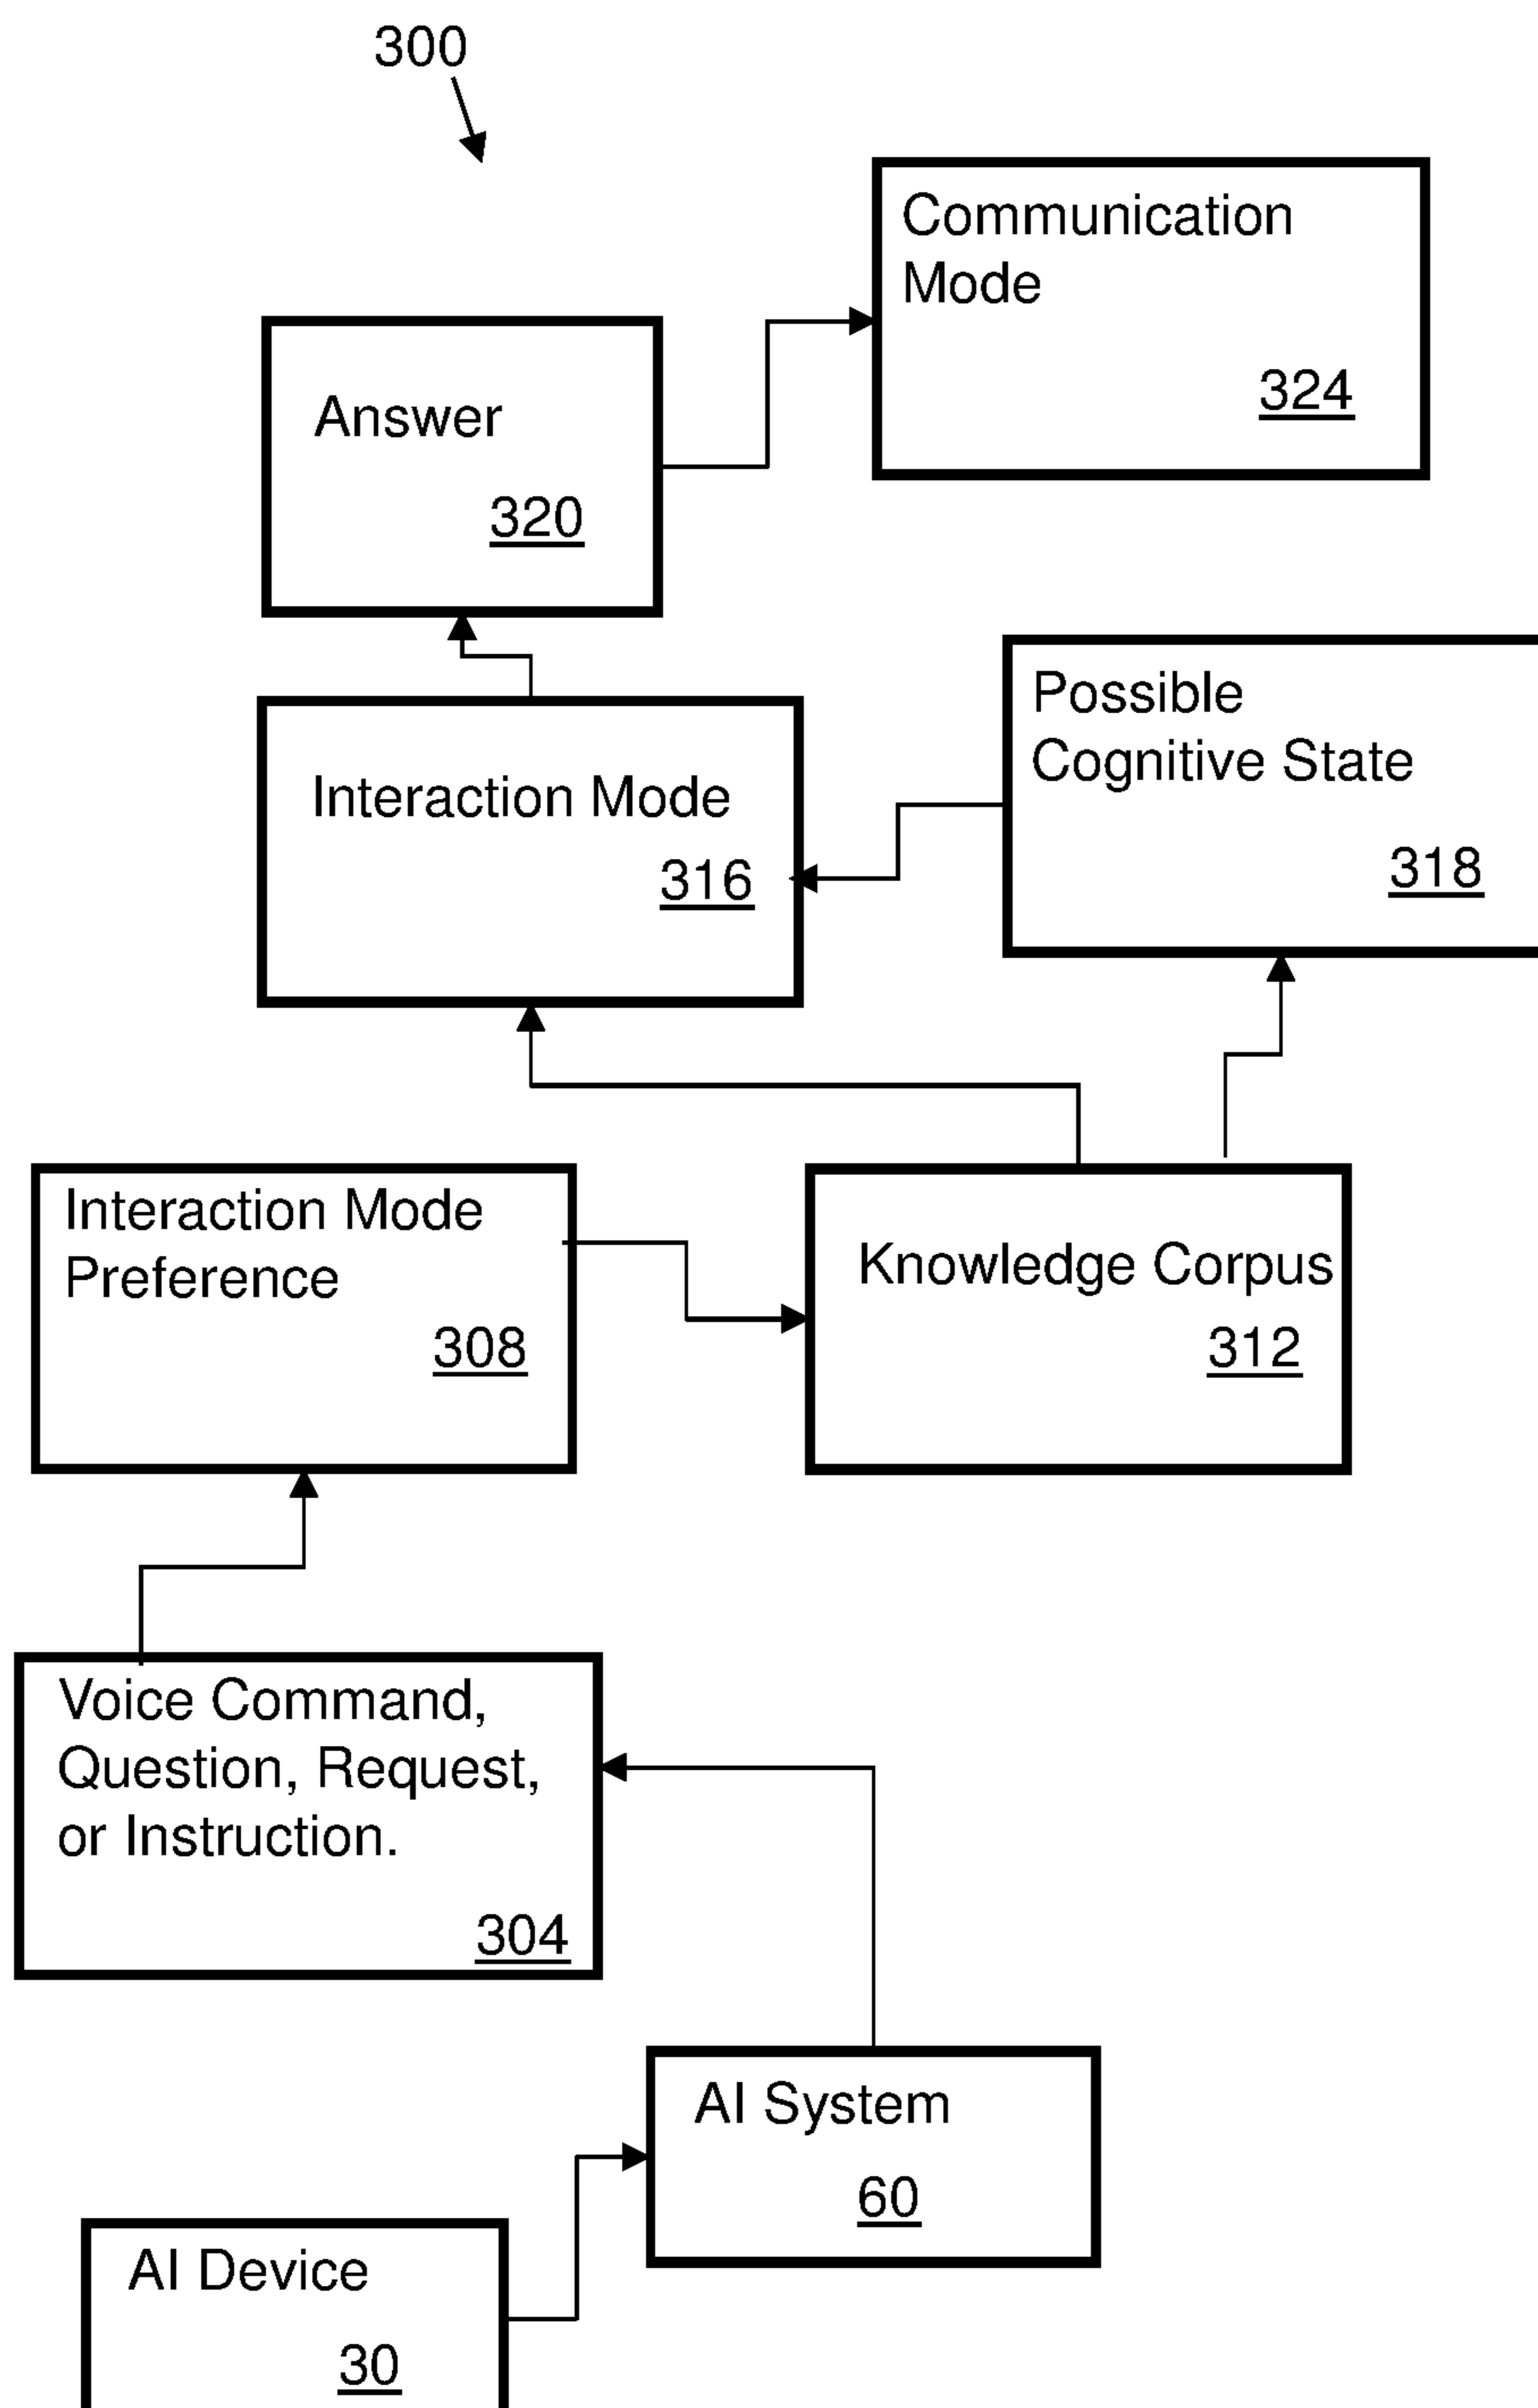 300
Communication
Mode
324
Answer
320
Possible
Cognitive State
318
Interaction Mode
316
Interaction Mode
Preference
308
Knowledge Corpus
312
Voice Command,
Question, Request,
or Instruction.
304
AI System
60
AI Device
30